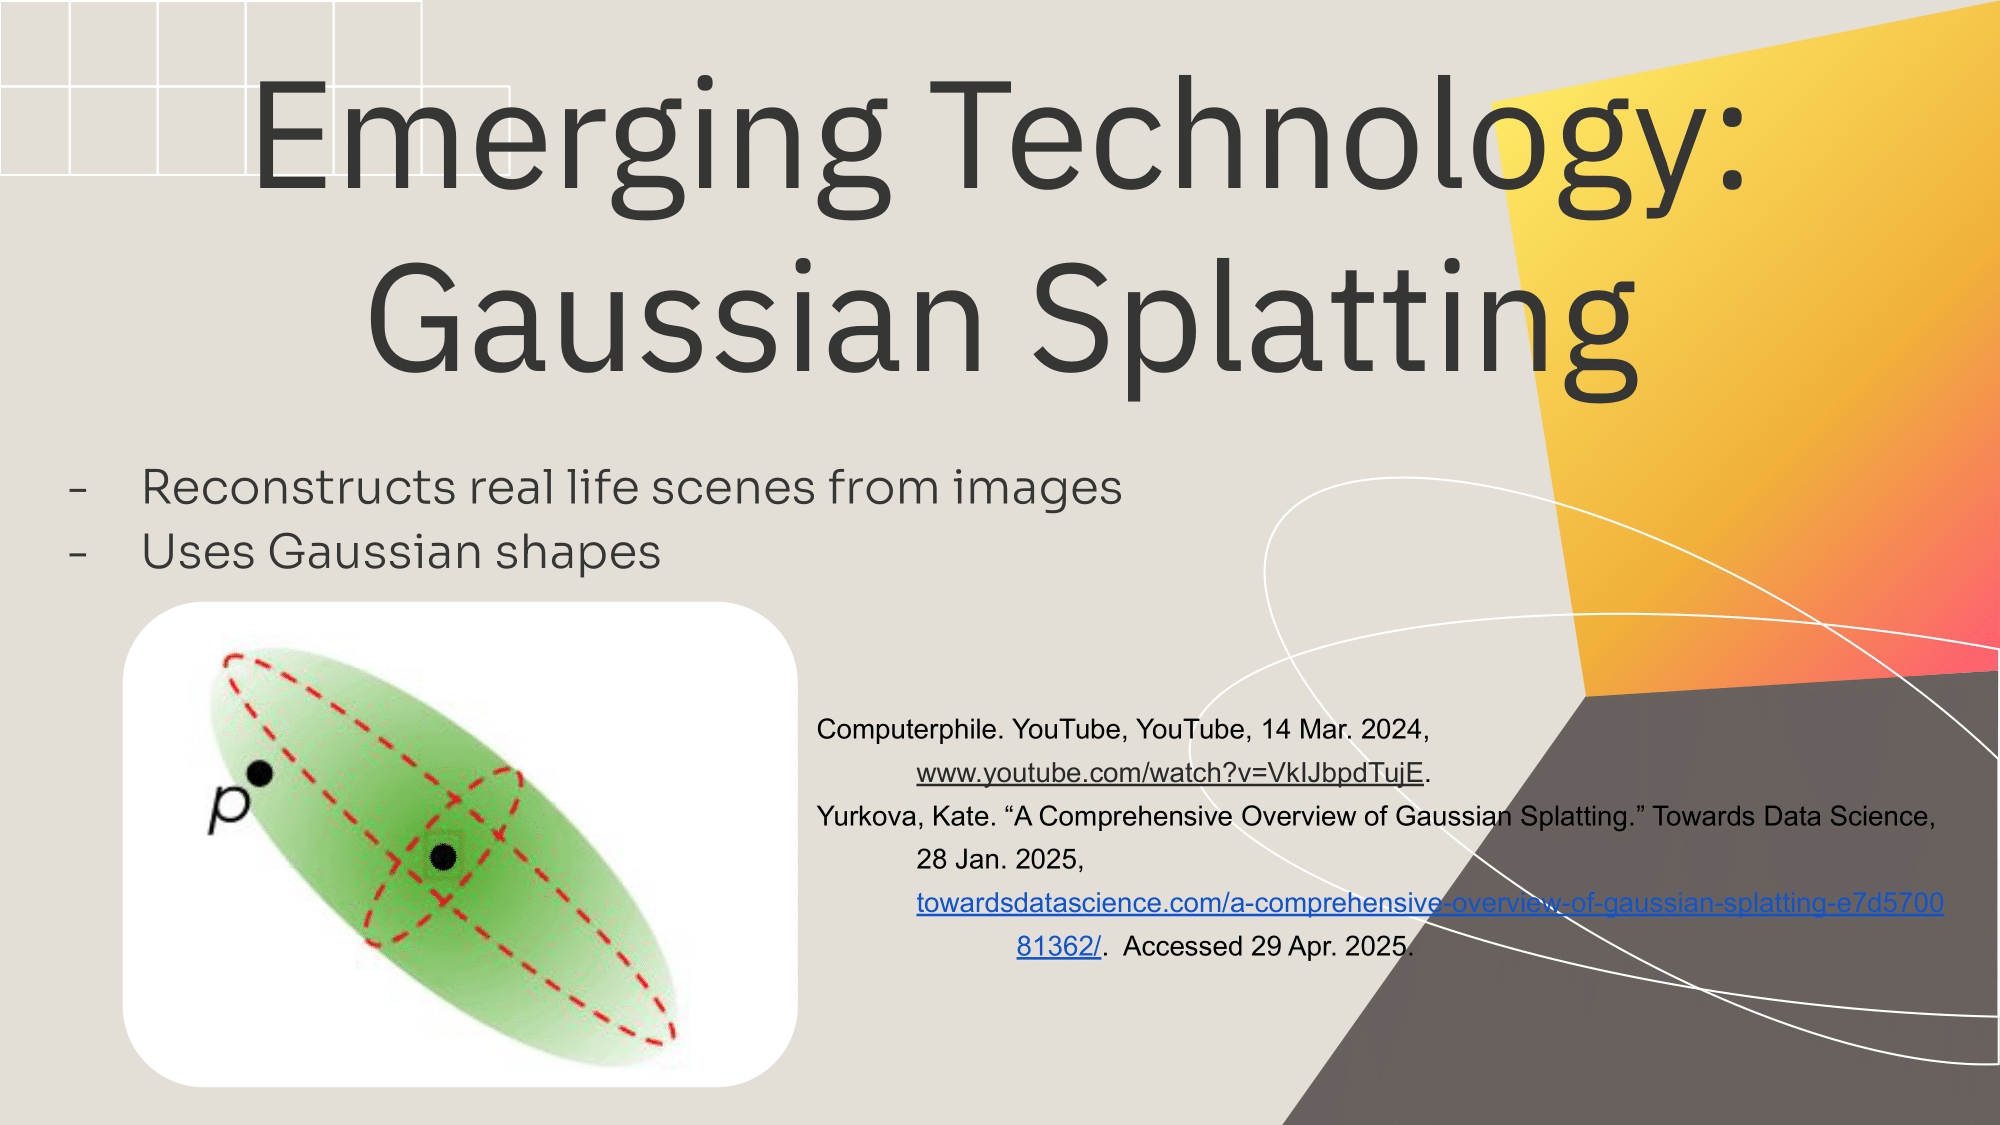 Emerging Technology:
Gaussian Splatting
- Reconstructs real life scenes from images
- Uses Gaussian shapes
p
Computerphile. YouTube, YouTube, 14 Mar. 2024,
www.youtube.com/watch?v=VkIJbpdTujE.
Yurkova, Kate. “A Comprehensive Overview of Gaussian Splatting.” Towards Data Science,
28 Jan. 2025,
towardsdatascience.com/a-comprehensive-overview-of-gaussian-splatting-e7d5700
81362/. Accessed 29 Apr. 2025.